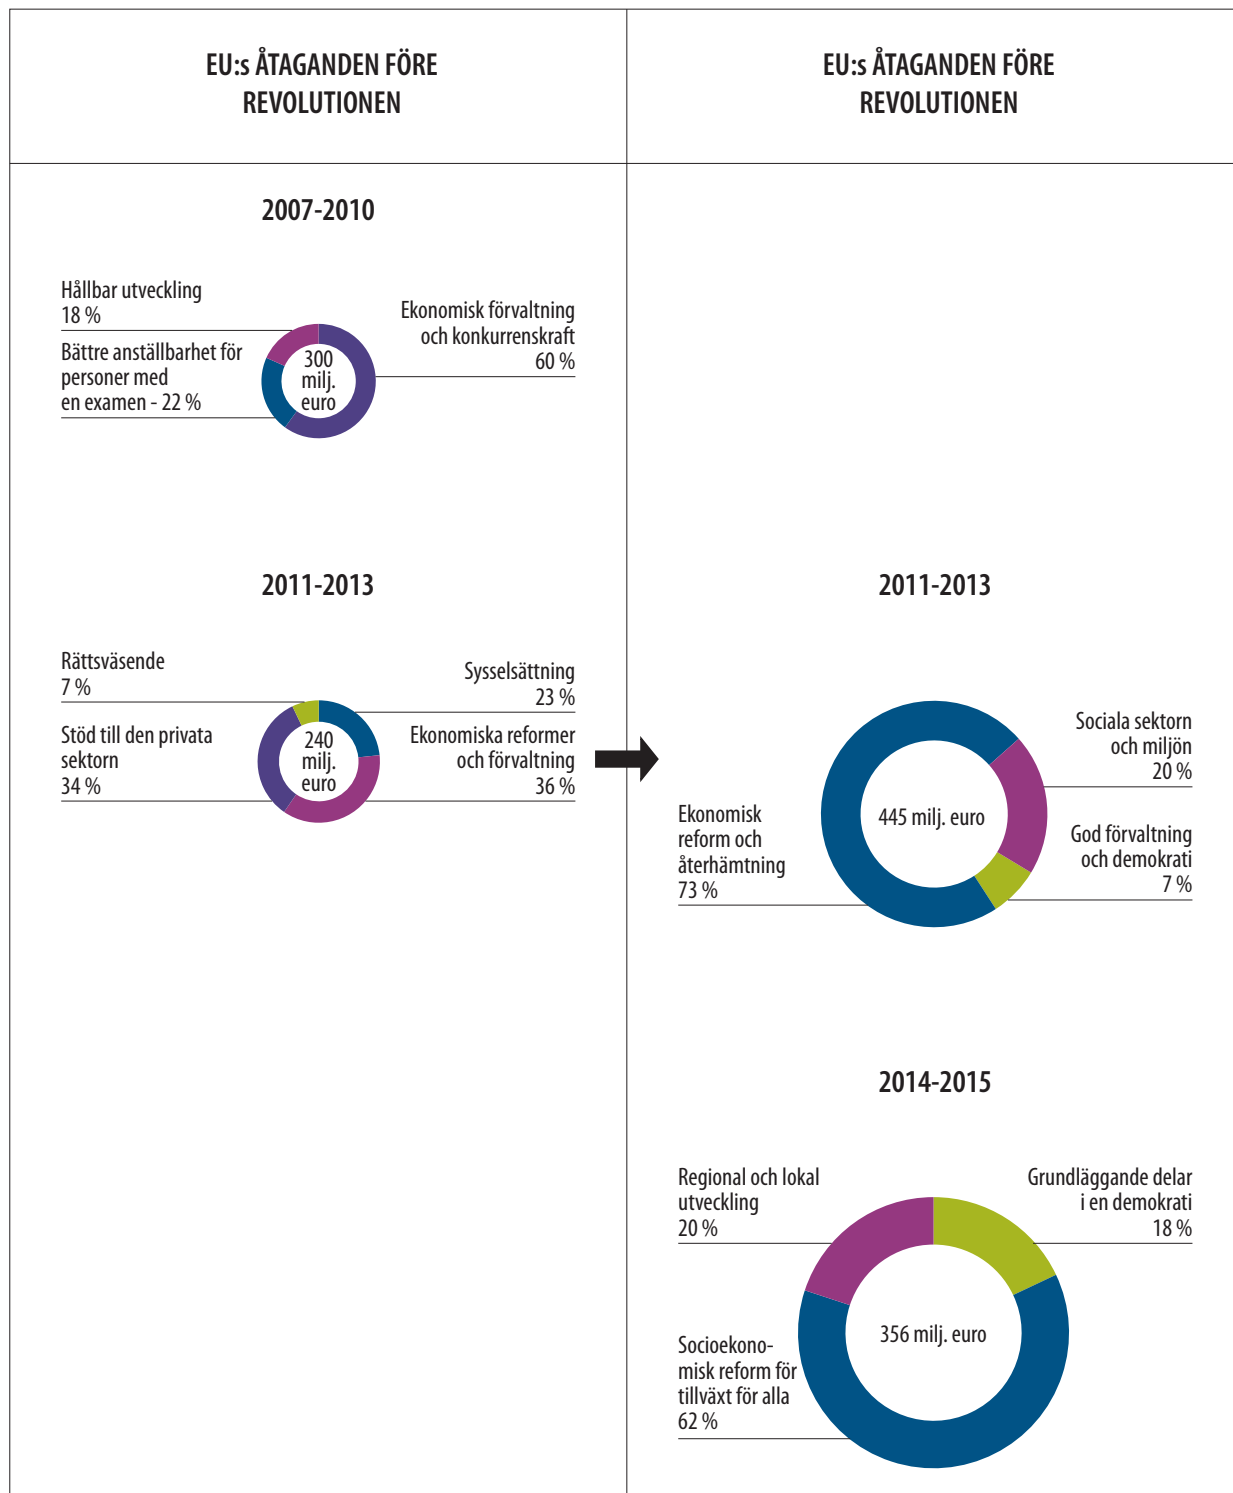 EU:s ÅTAGANDEN FÖRE
REVOLUTIONEN
EU:s ÅTAGANDEN FÖRE
REVOLUTIONEN
2007-2010
Hållbar utveckling
18 %
Bättre anställbarhet för
personer med
en examen - 22 %
300
milj.
euro
Ekonomisk förvaltning
och konkurrenskraft
60 %
2011-2013
Rättsväsende
7 %
Stöd till den privata
sektorn
34 %
240
milj.
euro
Sysselsättning
23 %
Ekonomiska reformer
och förvaltning
36 %
2011-2013
Ekonomisk
reform och
återhämtning
73 %
445 milj. euro
Sociala sektorn
och miljön
20 %
God förvaltning
och demokrati
7 %
2014-2015
Regional och lokal
utveckling
20 %
Socioekono-
misk reform för
tillväxt för alla
62 %
356 milj. euro
Grundläggande delar
i en demokrati
18 %